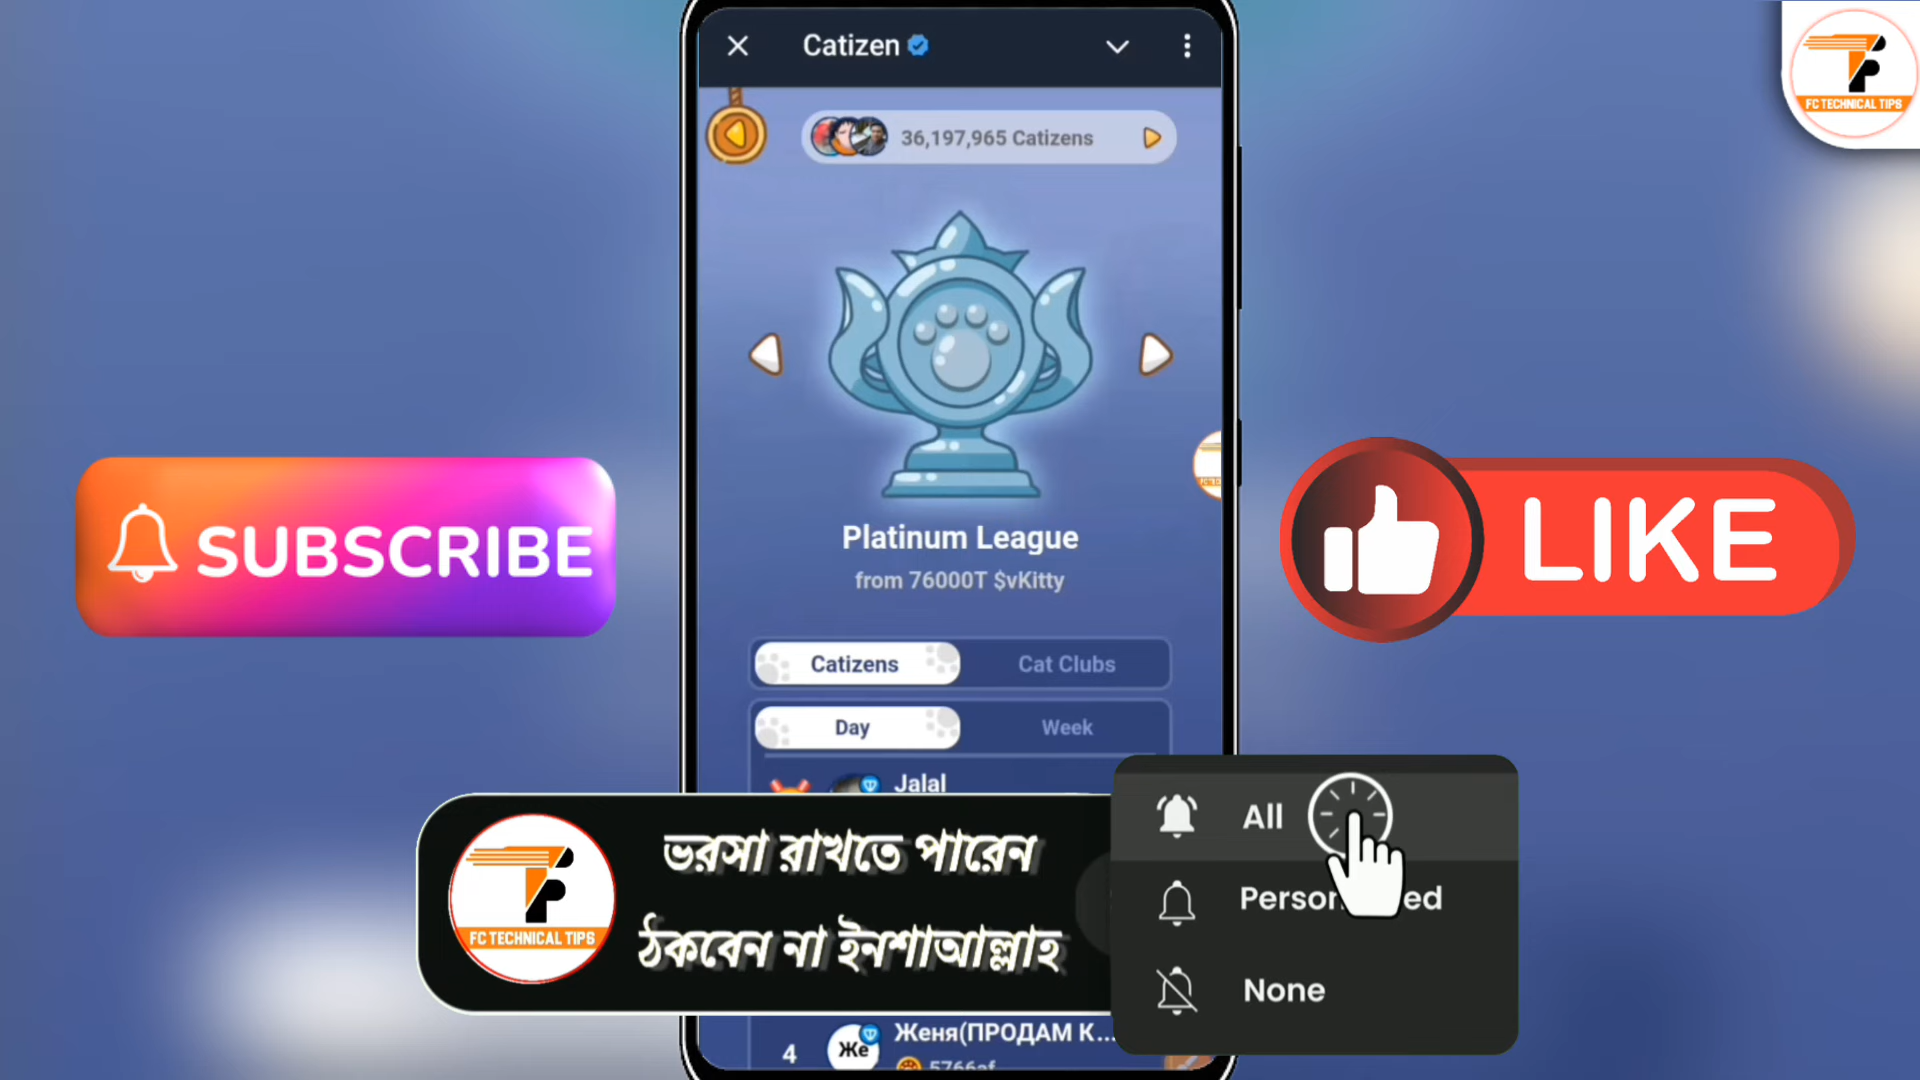 Catizen
FC TECHNICAL TIPS
36,197,965 Catizens
Platinum League
from 76000T $vKitty
SUBSCRIBE
LIKE
Catizens
Cat Clubs
Day
Week
Jalal
All
None
ভরসা রাখতে পারেন
ঠকবেন না ইনশাআল্লাহ
FC TECHNICAL TIPS
4
Же
Женя(ПРОДАМ К...